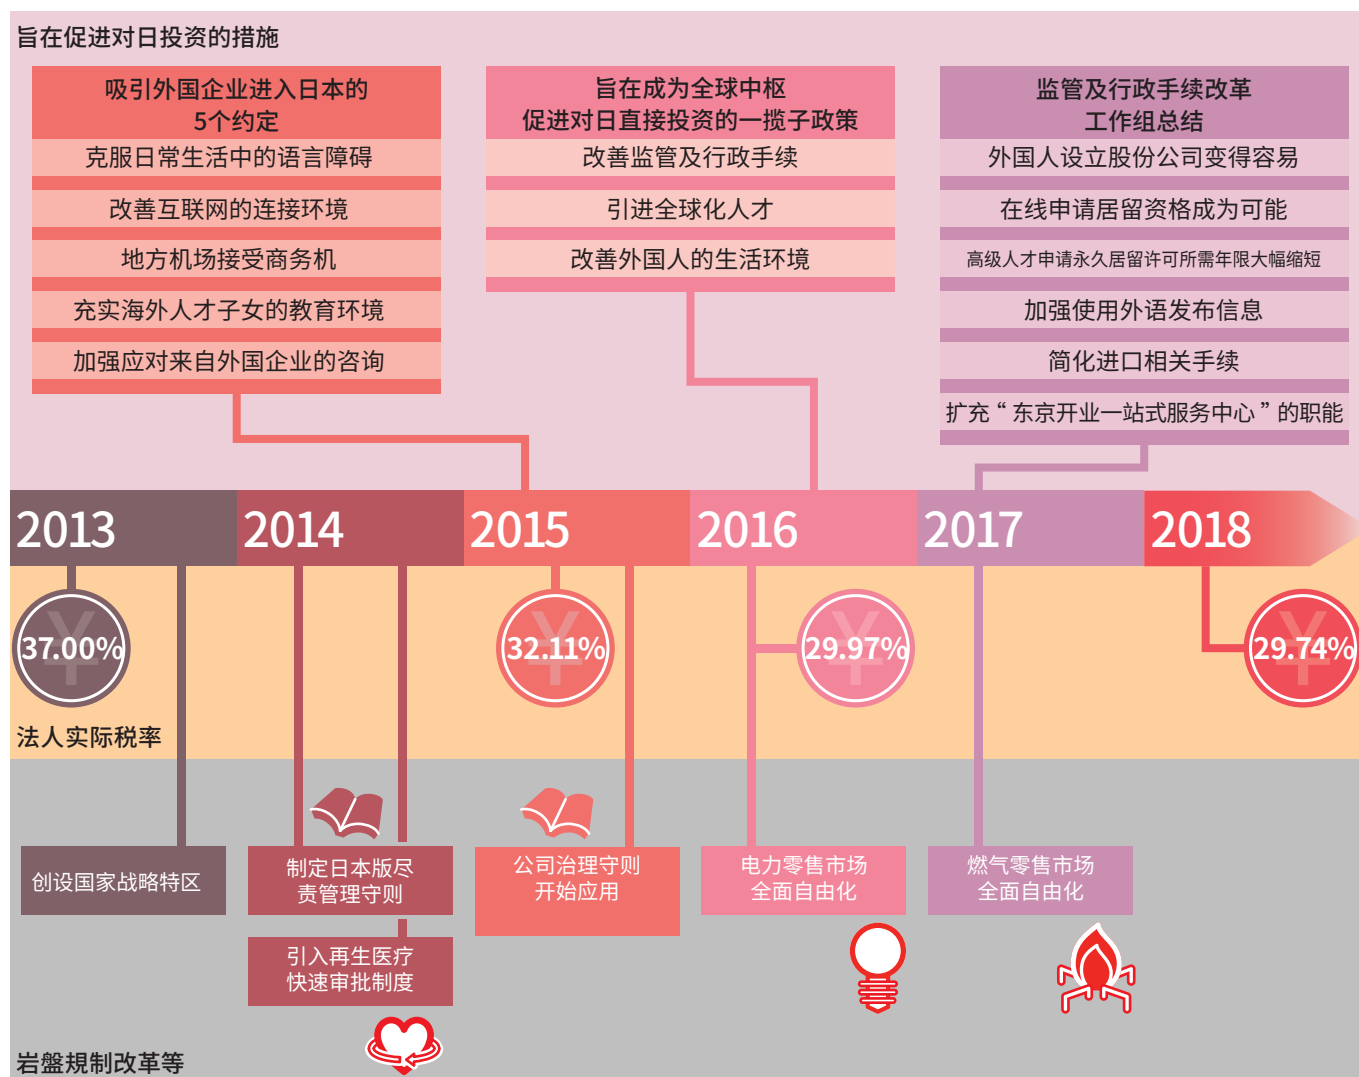 旨在促进对日投资的措施
吸引外国企业进入日本的
5个约定
克服日常生活中的语言障碍
改善互联网的连接环境
地方机场接受商务机
充实海外人才子女的教育环境
加强应对来自外国企业的咨询
旨在成为全球中枢
促进对日直接投资的一揽子政策
改善监管及行政手续
引进全球化人才
改善外国人的生活环境
监管及行政手续改革
工作组总结
外国人设立股份公司变得容易
在线申请居留资格成为可能
高级人才申请永久居留许可所需年限大幅缩短
加强使用外语发布信息
简化进口相关手续
扩充“东京开业一站式服务中心”的职能
2013
2014
2015
2016
2017
2018
37.00%
32.11%
29.97%
29.74%
法人实际税率
创设国家战略特区
制定日本版尽
责管理守则
引入再生医疗
快速审批制度
公司治理守则
开始应用
电力零售市场
全面自由化
燃气零售市场
全面自由化
岩盤規制改革等